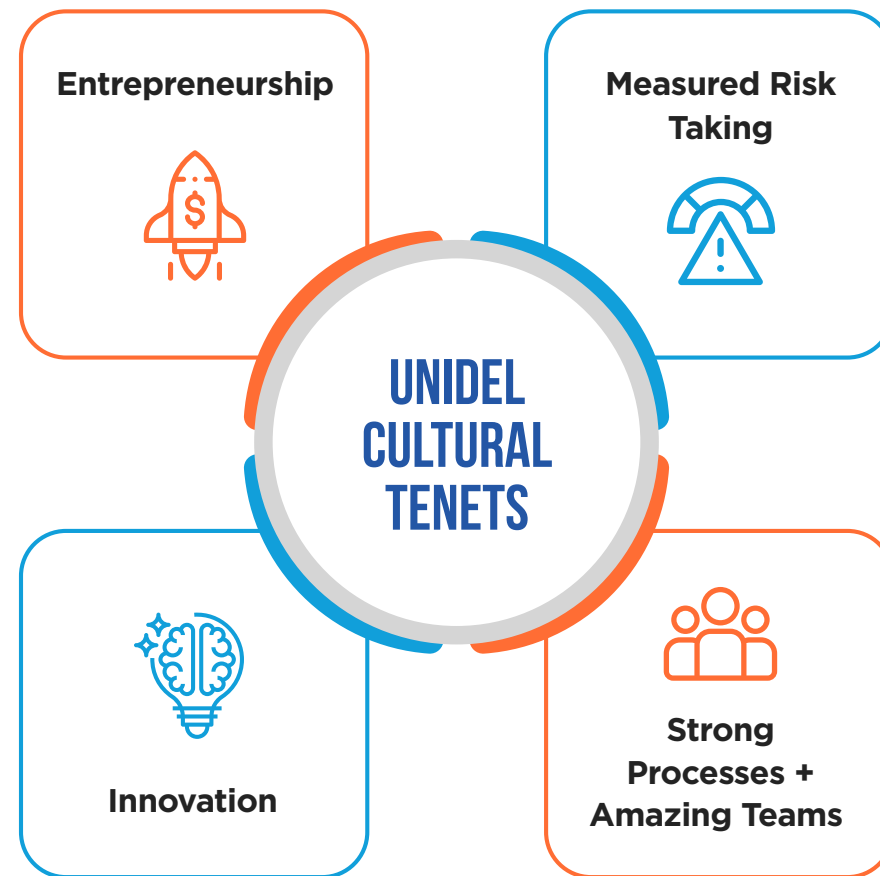 Entrepreneurship
$
Measured Risk
Taking
!
UNIDEL
CULTURAL
TENETS
Innovation
Strong
Processes +
Amazing Teams